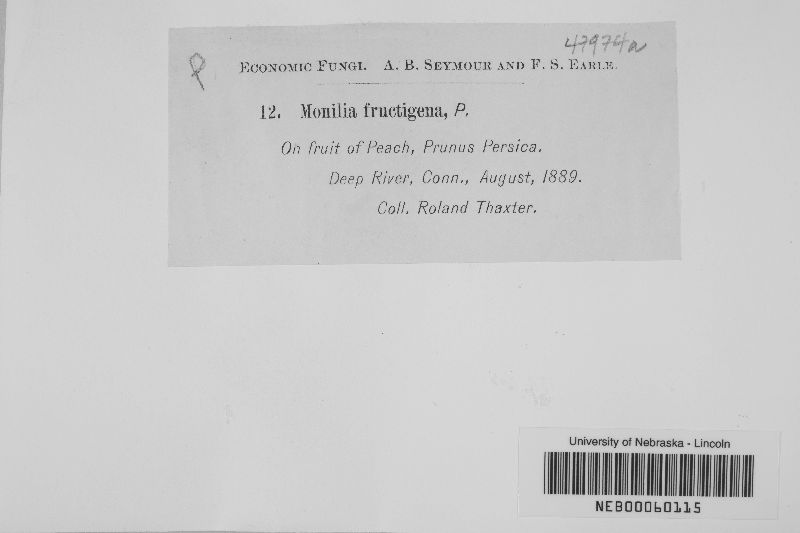 47974a
P
ECONOMIC FUNGI. A. B. SEYMOUR AND F. S. EARLE.
12. Monilia fructigena, P.
On fruit of Peach, Prunus Persica.
Deep River, Conn., August, 1889.
Coll. Roland Thaxter.
University of Nebraska - Lincoln
NEB00060115